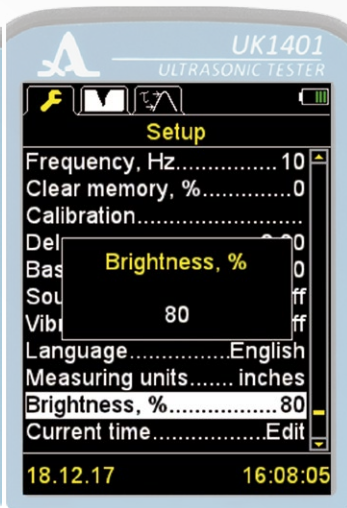 UK1401
ULTRASONIC TESTER
Setup
Frequency, Hz................ 10
Clear memory, %..............0
Calibration........................
Brightness, %
80
Language...............English
Measuring units....... inches
Brightness, %.................80
Current time..................Edit
18.12.17
16:08:05